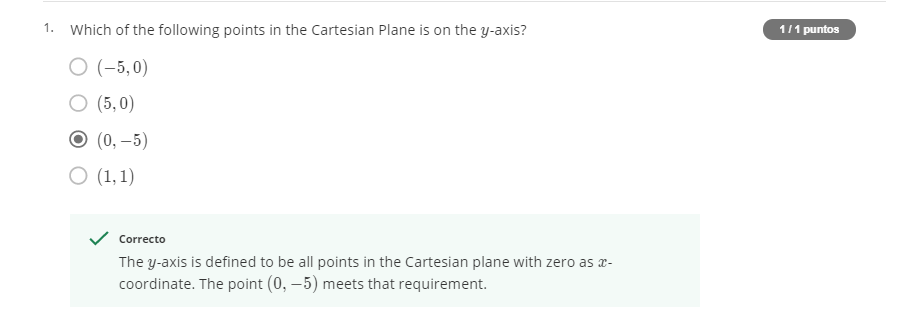 1. Which of the following points in the Cartesian Plane is on the y-axis?
1 / 1 puntos
(−5, 0)
(5, 0)
(0, −5)
(1, 1)
Correcto
The y-axis is defined to be all points in the Cartesian plane with zero as x-
coordinate. The point (0, −5) meets that requirement.